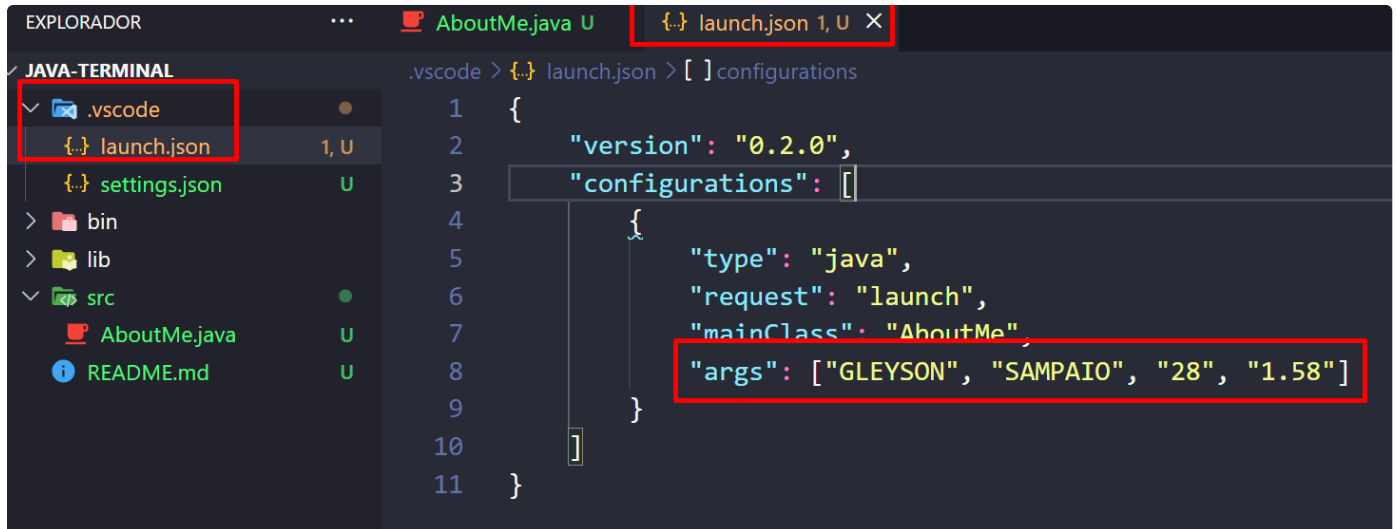 EXPLORADOR ···
JAVA-TERMINAL
.vscode
{..} launch.json 1, U
{..} settings.json U
bin
lib
src
AboutMe.java U
README.md U
AboutMe.java U {..} launch.json 1, U ×
.vscode > {..} launch.json > [ ] configurations
1 {
2 "version": "0.2.0",
3 "configurations": [
4 {
5 "type": "java",
6 "request": "launch",
7 "mainClass": "AboutMe",
8 "args": ["GLEYSON", "SAMPAIO", "28", "1.58"]
9 }
10 ]
11 }